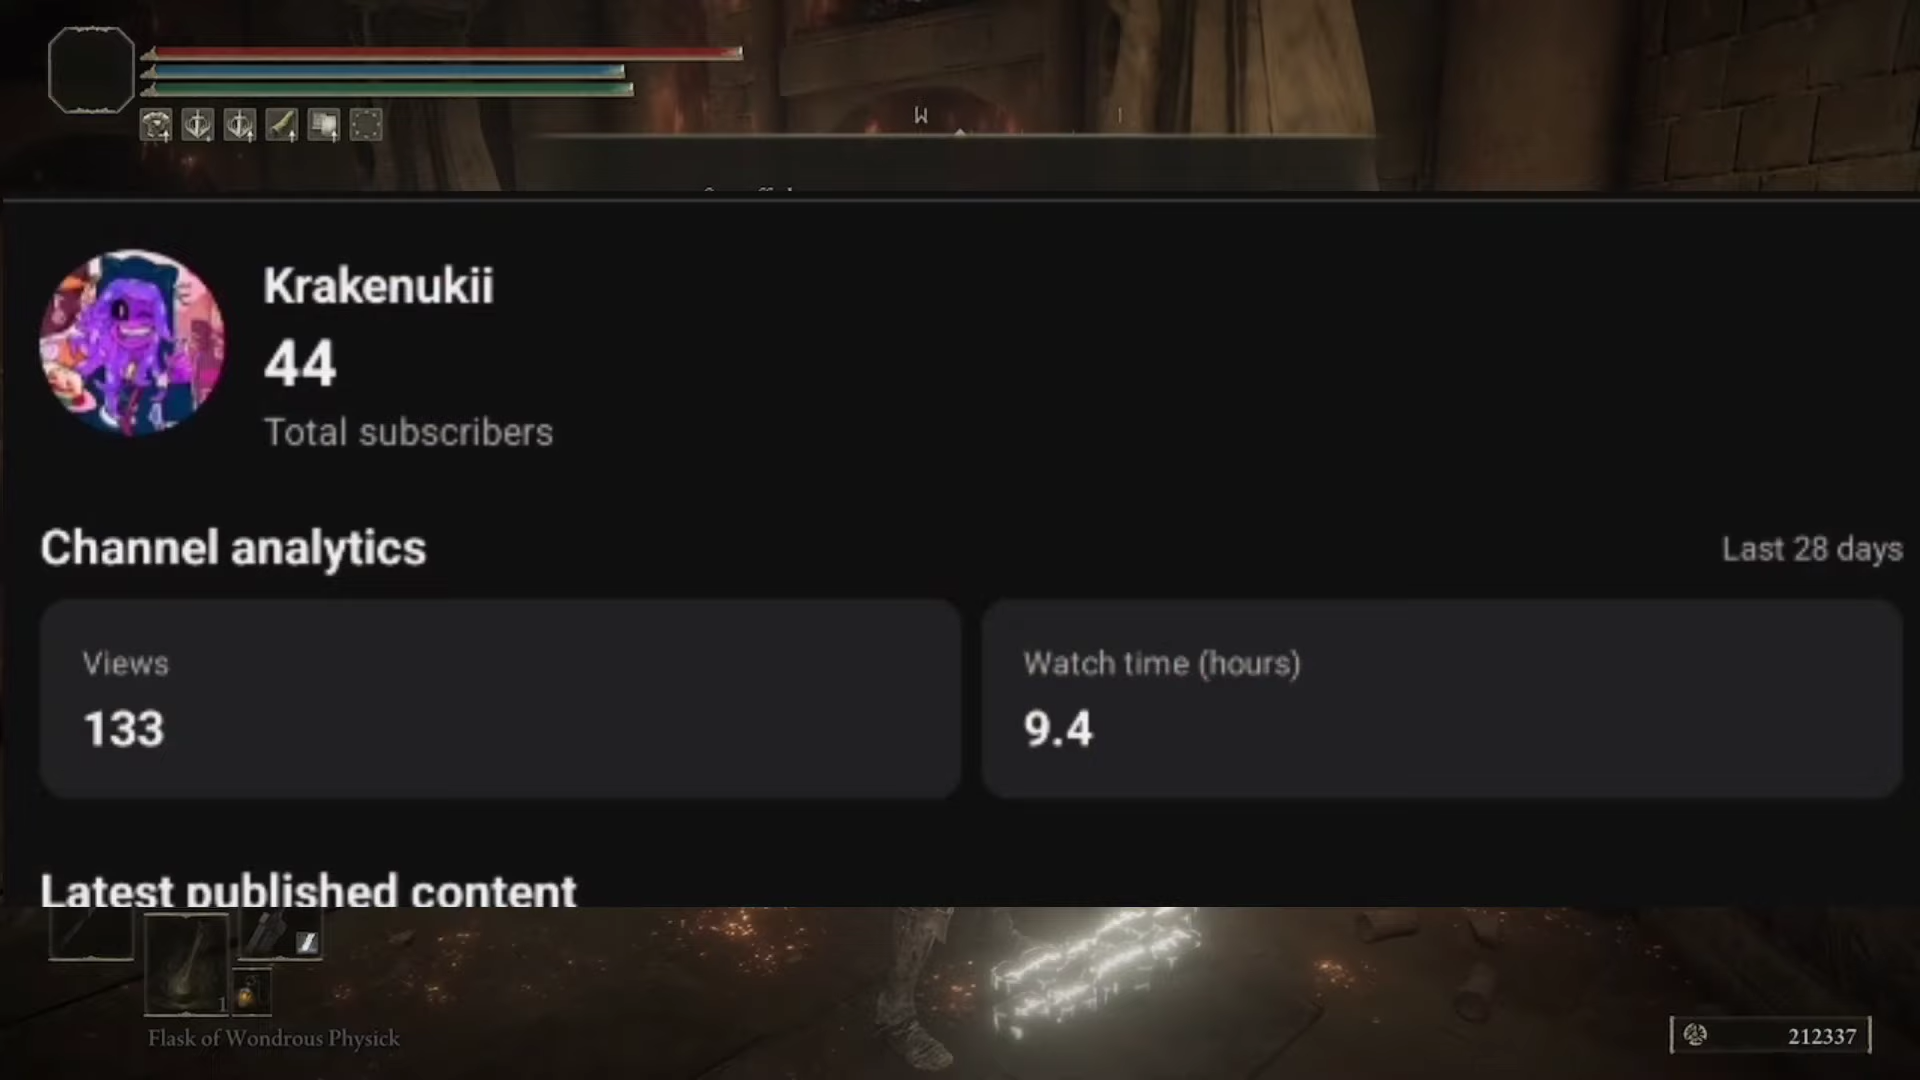 W
Krakenukii
44
Total subscribers
Channel analytics
Last 28 days
Views
133
Watch time (hours)
9.4
Latest published content
1
Flask of Wondrous Physick
212337